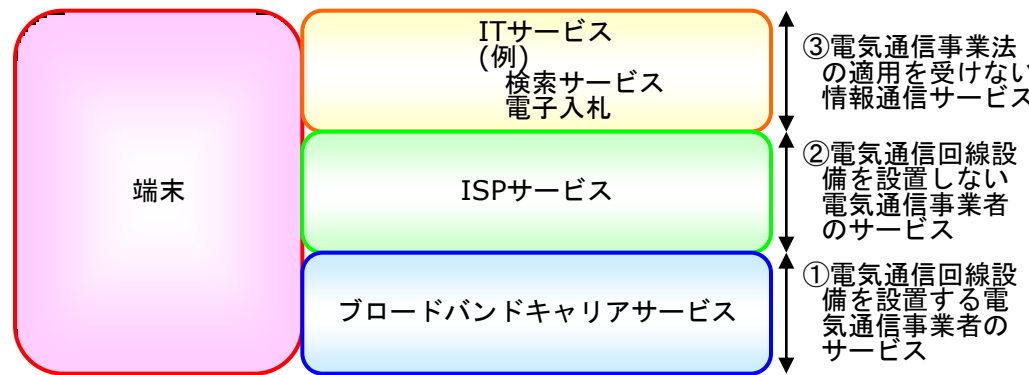 端末
ITサービス
(例)
検索サービス
電子入札
③電気通信事業法
の適用を受けない
情報通信サービス
ISPサービス
②電気通信回線設
備を設置しない
電気通信事業者
のサービス
ブロードバンドキャリアサービス
①電気通信回線設
備を設置する電
気通信事業者の
サービス